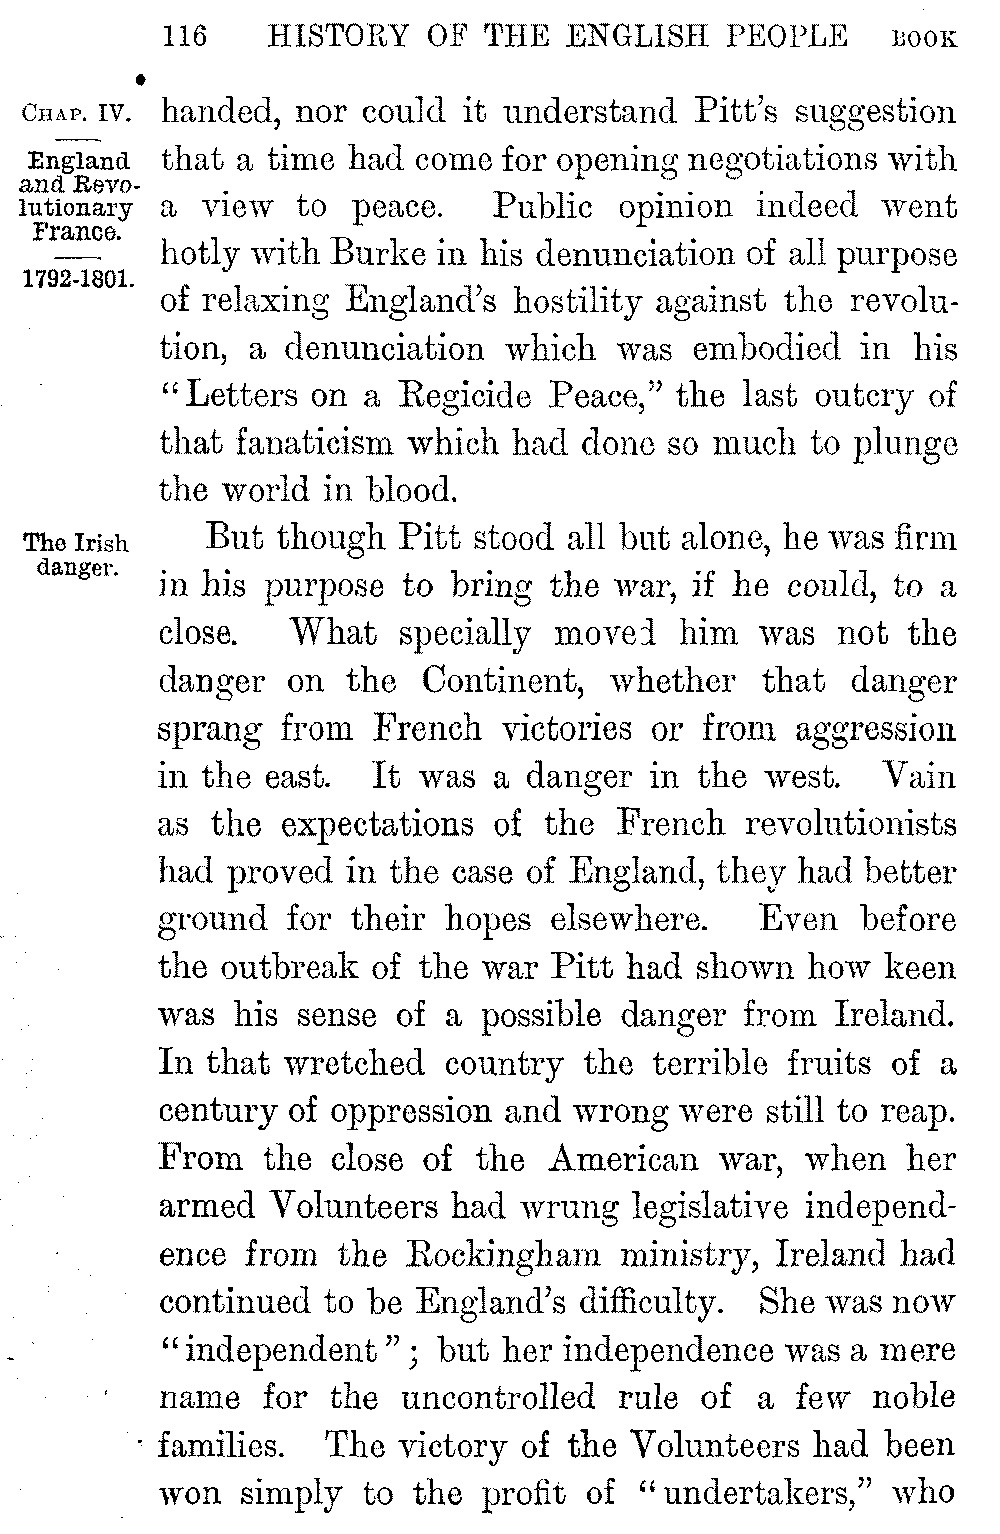 116 HISTORY OF THE ENGLISH PEOPLE BOOK
CHAP. IV.
England
and Revo-
lutionary
France.
1792-1801.
handed, nor could it understand Pitt's suggestion
that a time had come for opening negotiations with
a view to peace. Public opinion indeed went
hotly with Burke in his denunciation of all purpose
of relaxing England's hostility against the revolu-
tion, a denunciation which was embodied in his
"Letters on a Regicide Peace," the last outcry of
that fanaticism which had done so much to plunge
the world in blood.
The Irish
danger.
But though Pitt stood all but alone, he was firm
in his purpose to bring the war, if he could, to a
close. What specially moved him was not the
danger on the Continent, whether that danger
sprang from French victories or from aggression
in the east. It was a danger in the west. Vain
as the expectations of the French revolutionists
had proved in the case of England, they had better
ground for their hopes elsewhere. Even before
the outbreak of the war Pitt had shown how keen
was his sense of a possible danger from Ireland.
In that wretched country the terrible fruits of a
century of oppression and wrong were still to reap.
From the close of the American war, when her
armed Volunteers had wrung legislative independ-
ence from the Rockingham ministry, Ireland had
continued to be England's difficulty. She was now
"independent"; but her independence was a mere
name for the uncontrolled rule of a few noble
families. The victory of the Volunteers had been
won simply to the profit of "undertakers," who